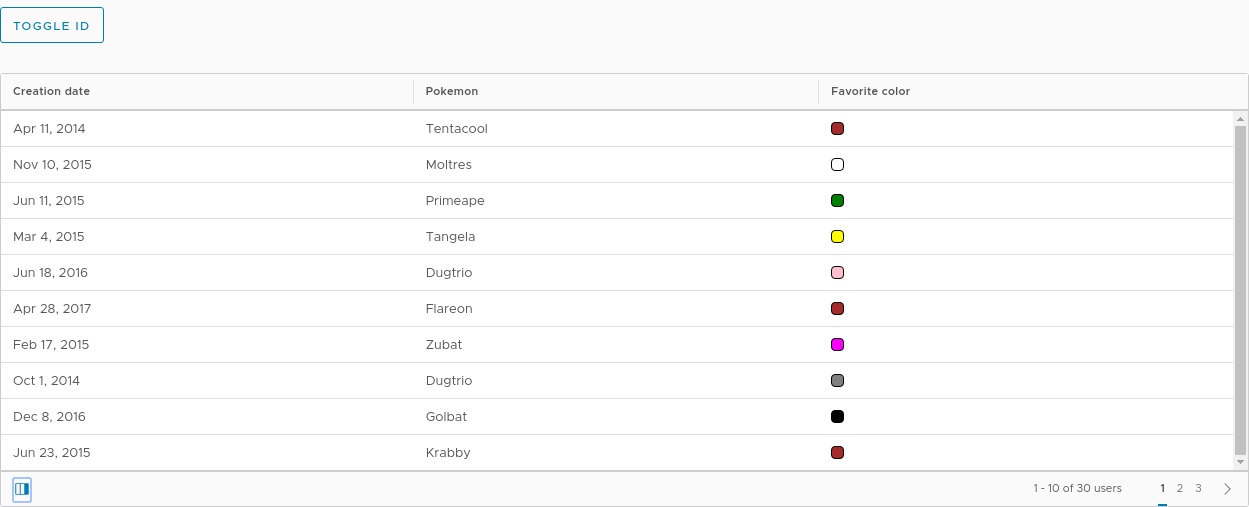 TOGGLE ID
Creation date Pokemon Favorite color
Apr 11, 2014 Tentacool
Nov 10, 2015 Moltres
Jun 11, 2015 Primeape
Mar 4, 2015 Tangela
Jun 18, 2016 Dugtrio
Apr 28, 2017 Flareon
Feb 17, 2015 Zubat
Oct 1, 2014 Dugtrio
Dec 8, 2016 Golbat
Jun 23, 2015 Krabby
1 - 10 of 30 users 1 2 3